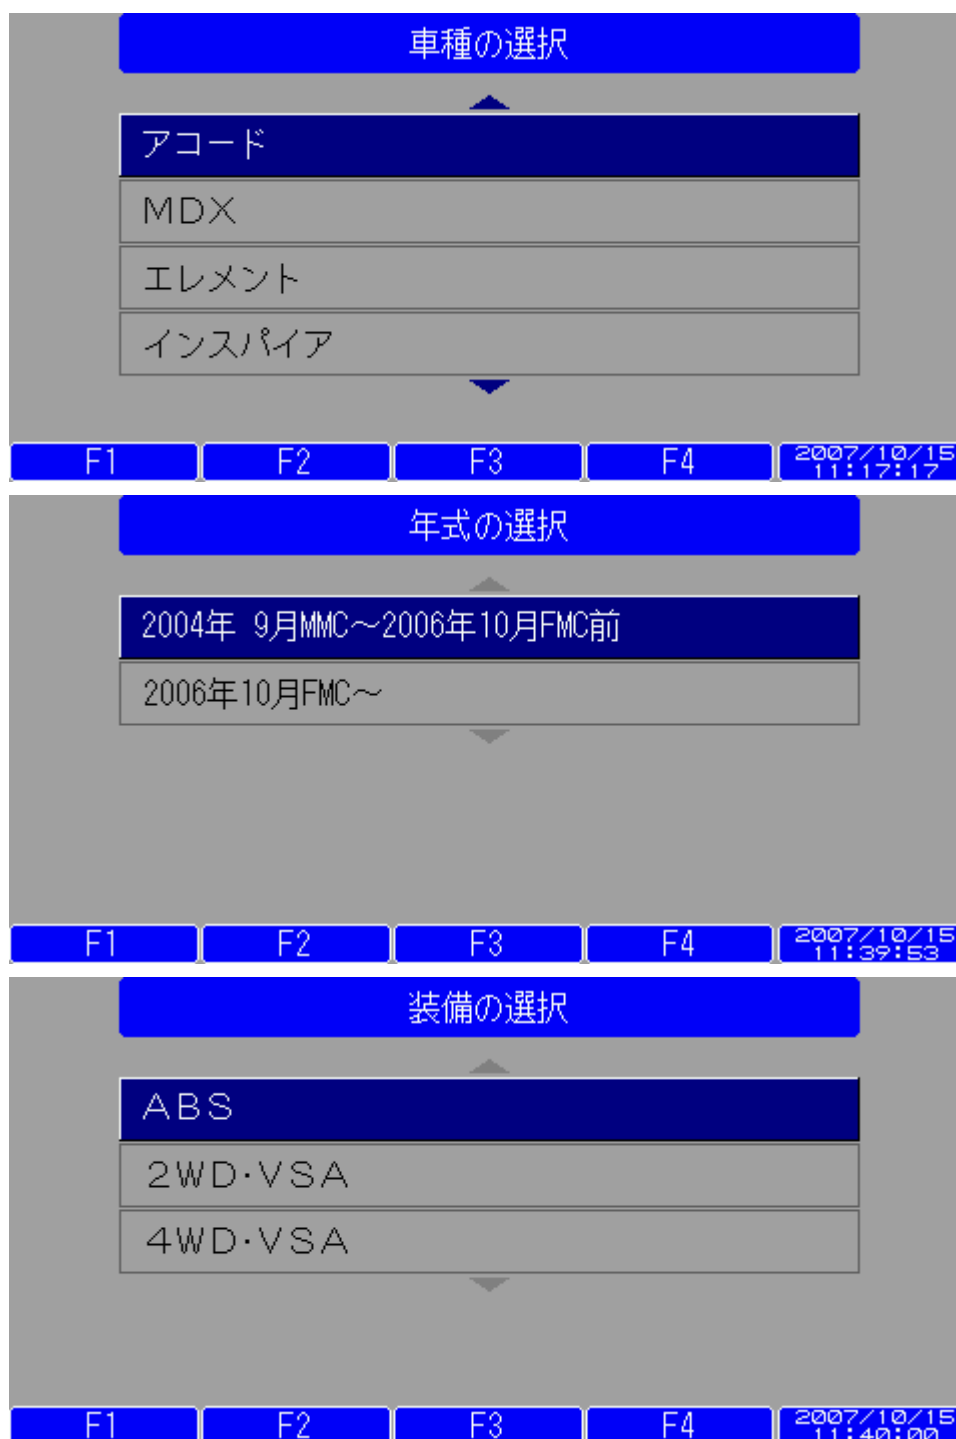 車種の選択
アコード
ＭＤＸ
エレメント
インスパイア
F1 F2 F3 F4 2007/10/15
11:17:17
年式の選択
2004年 9月MMC～2006年10月FMC前
2006年10月FMC～
F1 F2 F3 F4 2007/10/15
11:39:53
装備の選択
ＡＢＳ
２ＷＤ・ＶＳＡ
４ＷＤ・ＶＳＡ
F1 F2 F3 F4 2007/10/15
11:40:00